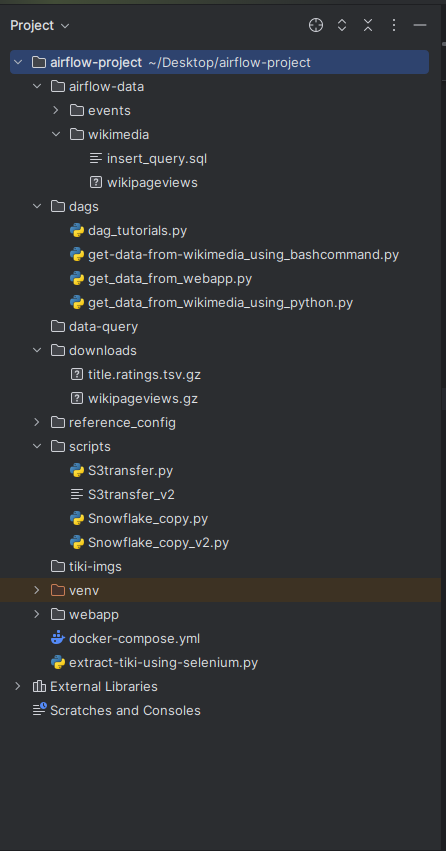 Project
airflow-project ~/Desktop/airflow-project
airflow-data
events
wikimedia
insert_query.sql
wikipageviews
dags
dag_tutorials.py
get-data-from-wikimedia_using_bashcommand.py
get_data_from_webapp.py
get_data_from_wikimedia_using_python.py
data-query
downloads
title.ratings.tsv.gz
wikipageviews.gz
reference_config
scripts
S3transfer.py
S3transfer_v2
Snowflake_copy.py
Snowflake_copy_v2.py
tiki-imgs
venv
webapp
docker-compose.yml
extract-tiki-using-selenium.py
External Libraries
Scratches and Consoles